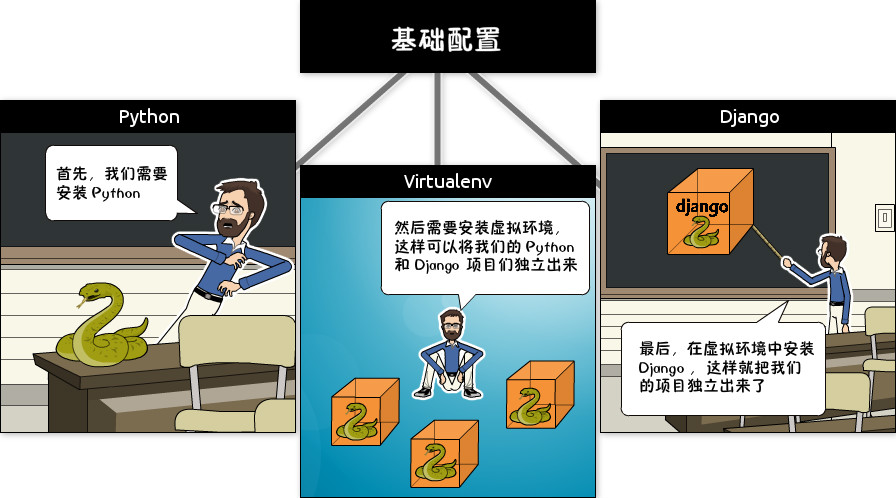 基础配置
Python
首先，我们需要
安装 Python
Virtualenv
然后需要安装虚拟环境，
这样可以将我们的 Python
和 Django 项目们独立出来
Django
django
最后，在虚拟环境中安装
Django ，这样就把我们
的项目独立出来了